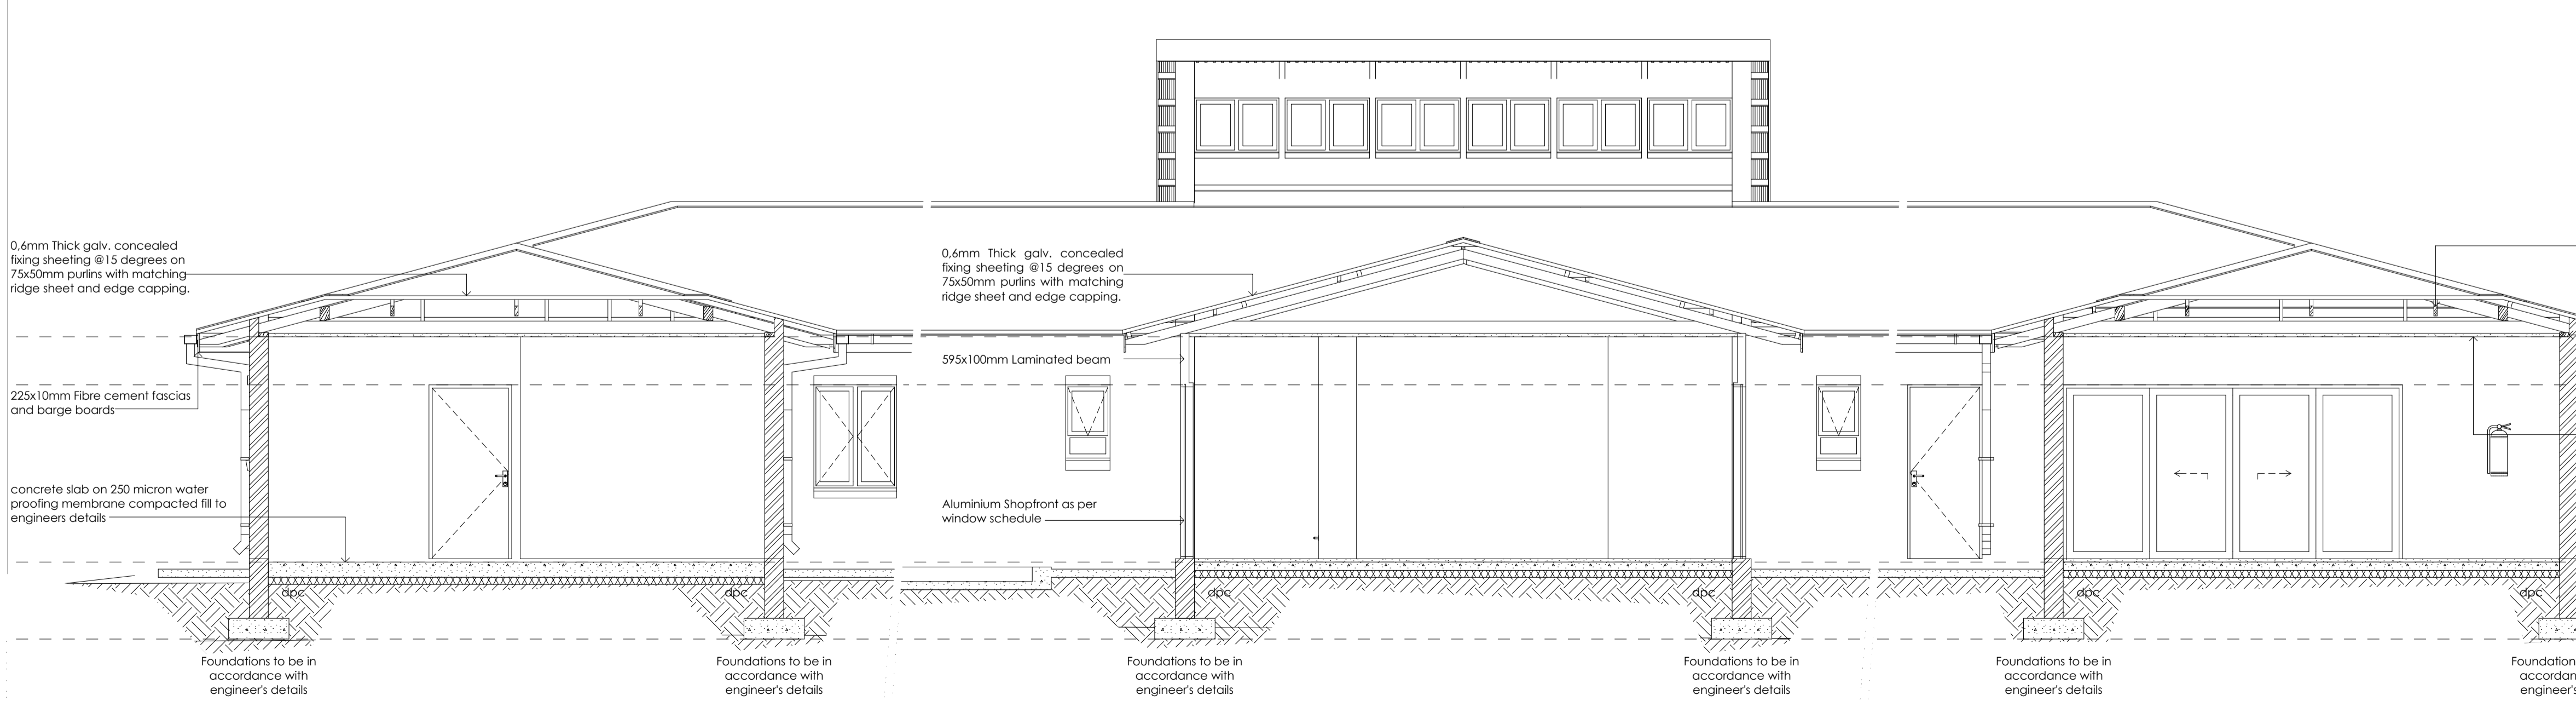 0,6mm Thick galv. concealed
fixing sheeting @15 degrees on
75x50mm purlins with matching
ridge sheet and edge capping.
225x10mm Fibre cement fascias
and barge boards
concrete slab on 250 micron water
proofing membrane compacted fill to
engineers details
dpc
dpc
Foundations to be in
accordance with
engineer's details
Foundations to be in
accordance with
engineer's details
0,6mm Thick galv. concealed
fixing sheeting @15 degrees on
75x50mm purlins with matching
ridge sheet and edge capping.
595x100mm Laminated beam
Aluminium Shopfront as per
window schedule
dpc
dpc
Foundations to be in
accordance with
engineer's details
Foundations to be in
accordance with
engineer's details
dpc
dpc
Foundations to be in
accordance with
engineer's details
Foundation
accordan
engineer's